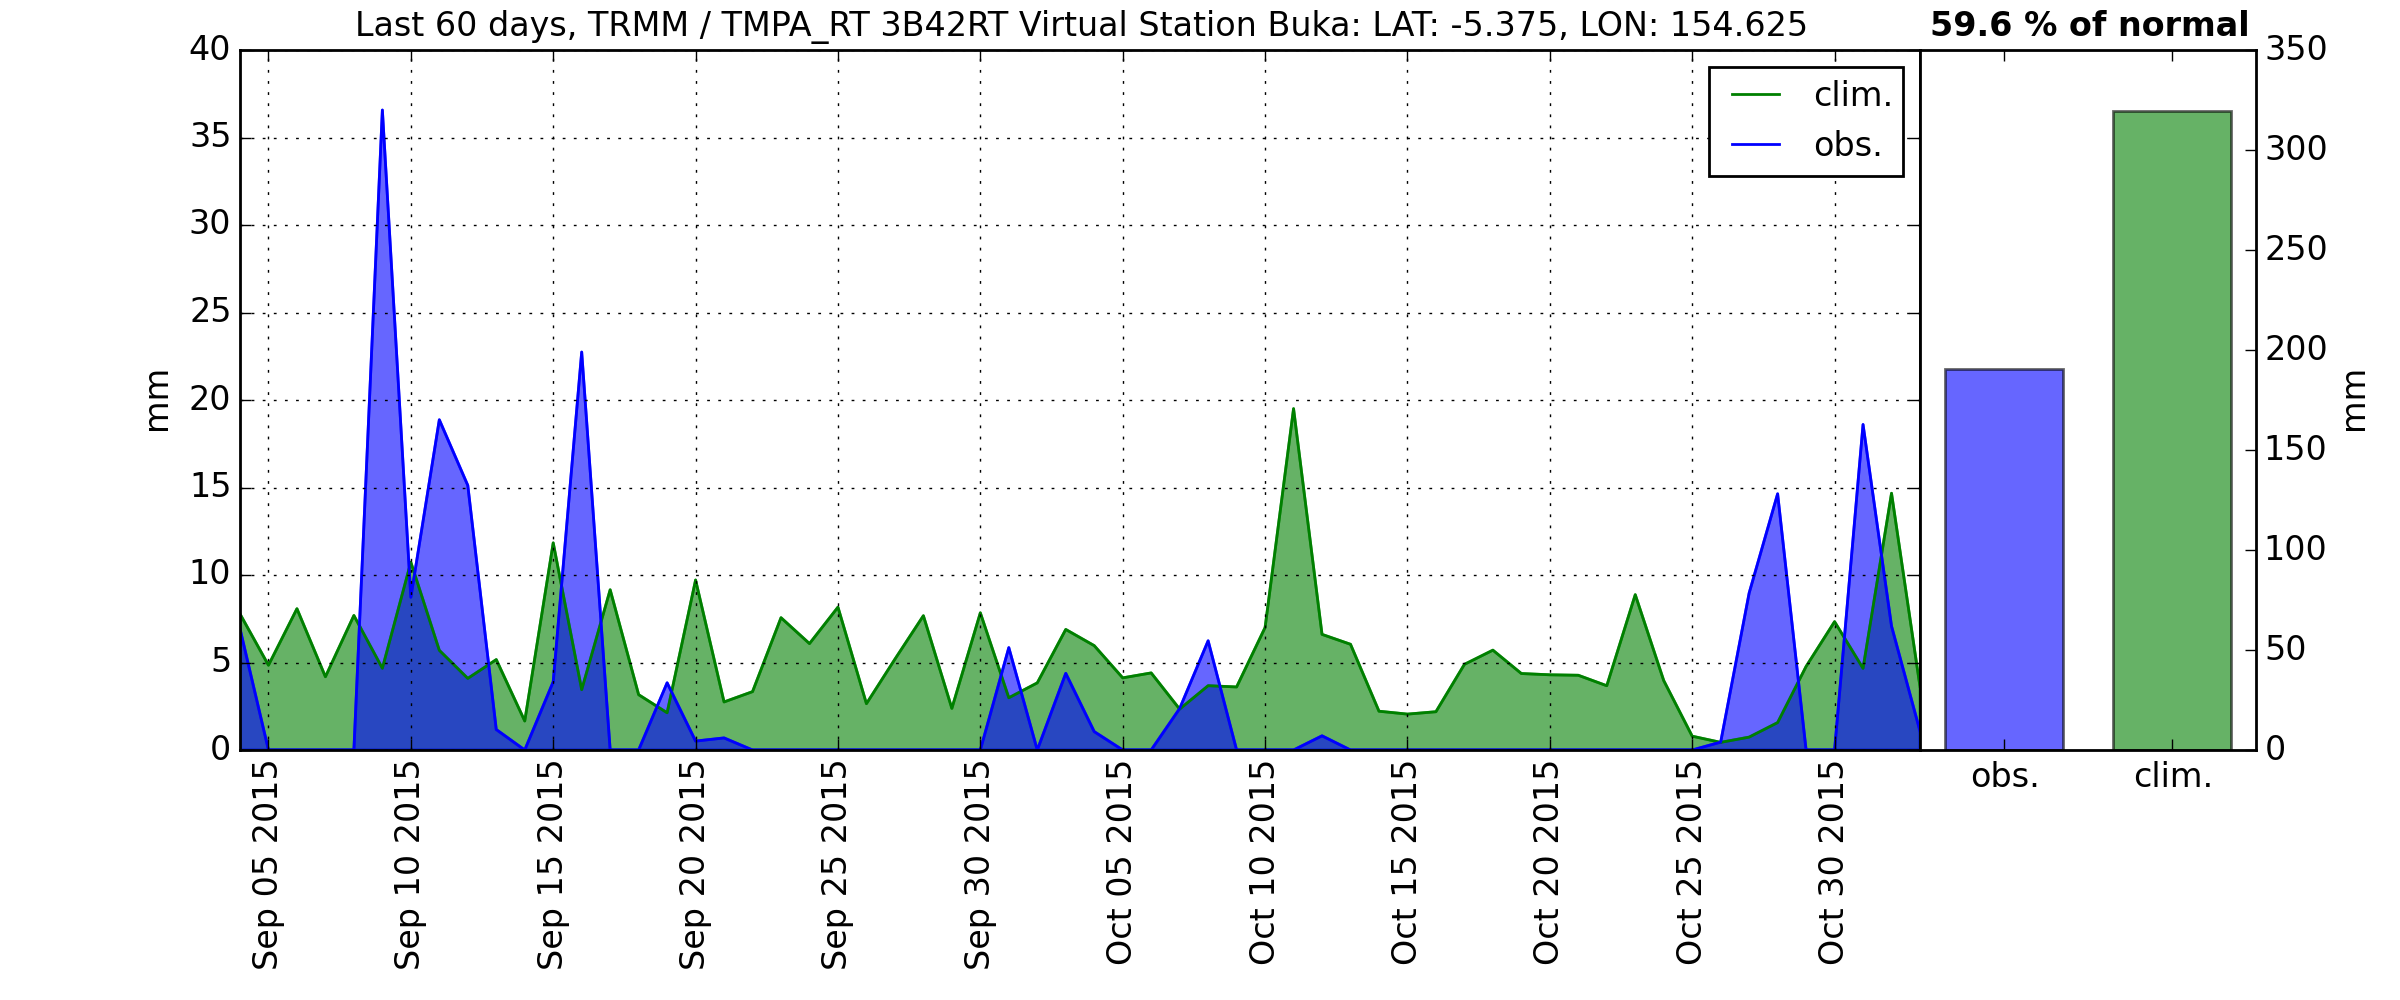 Last 60 days, TRMM / TMPA_RT 3B42RT Virtual Station Buka: LAT: -5.375, LON: 154.625
59.6 % of normal
40
35
30
25
20
15
10
5
0
mm
clim.
obs.
350
300
250
200
150
100
50
0
mm
obs.
clim.
Sep 05 2015
Sep 10 2015
Sep 15 2015
Sep 20 2015
Sep 25 2015
Sep 30 2015
Oct 05 2015
Oct 10 2015
Oct 15 2015
Oct 20 2015
Oct 25 2015
Oct 30 2015